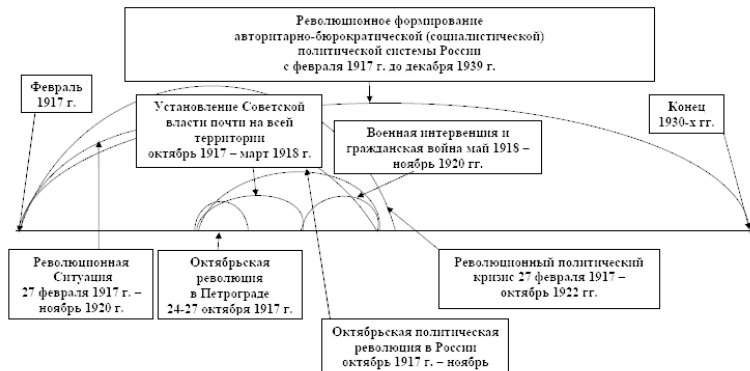 Революционное формирование
авторитарно-бюрократической (социалистической)
политической системы России
с февраля 1917 г. до декабря 1939 г.
Февраль
1917 г.
Установление Советской
власти почти на всей
территории
октябрь 1917 – март 1918 г.
Военная интервенция и
гражданская война май 1918 –
ноябрь 1920 гг.
Конец
1930-х гг.
Революционная
Ситуация
27 февраля 1917 г. –
ноябрь 1920 г.
Октябрьская
революция
в Петрограде
24-27 октября 1917 г.
Революционный политический
кризис 27 февраля 1917 –
октябрь 1922 гг.
Октябрьская политическая
революция в России
октябрь 1917 г. – ноябрь